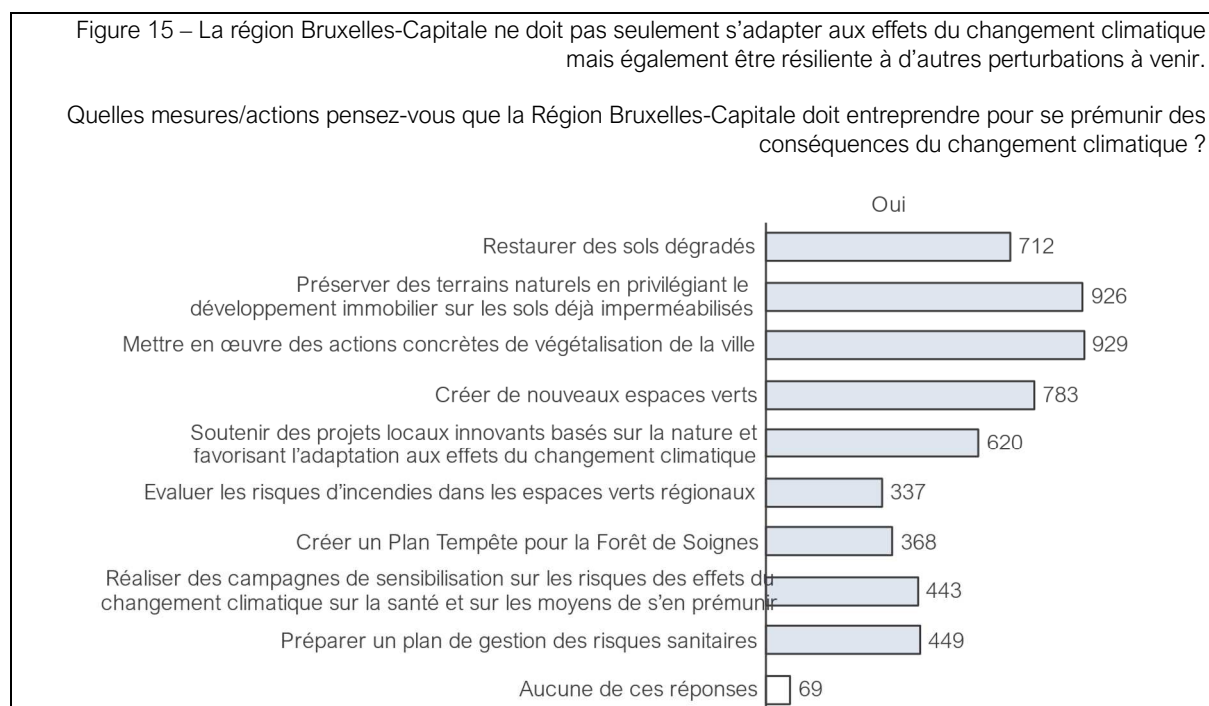 Figure 15 – La région Bruxelles-Capitale ne doit pas seulement s’adapter aux effets du changement climatique
mais également être résiliente à d’autres perturbations à venir.
Quelles mesures/actions pensez-vous que la Région Bruxelles-Capitale doit entreprendre pour se prémunir des
conséquences du changement climatique ?
Oui
Restaurer des sols dégradés 712
Préserver des terrains naturels en privilégiant le
développement immobilier sur les sols déjà imperméabilisés 926
Mettre en œuvre des actions concrètes de végétalisation de la ville 929
Créer de nouveaux espaces verts 783
Soutenir des projets locaux innovants basés sur la nature et
favorisant l’adaptation aux effets du changement climatique 620
Evaluer les risques d’incendies dans les espaces verts régionaux 337
Créer un Plan Tempête pour la Forêt de Soignes 368
Réaliser des campagnes de sensibilisation sur les risques des effets du
changement climatique sur la santé et sur les moyens de s’en prémunir 443
Préparer un plan de gestion des risques sanitaires 449
Aucune de ces réponses 69